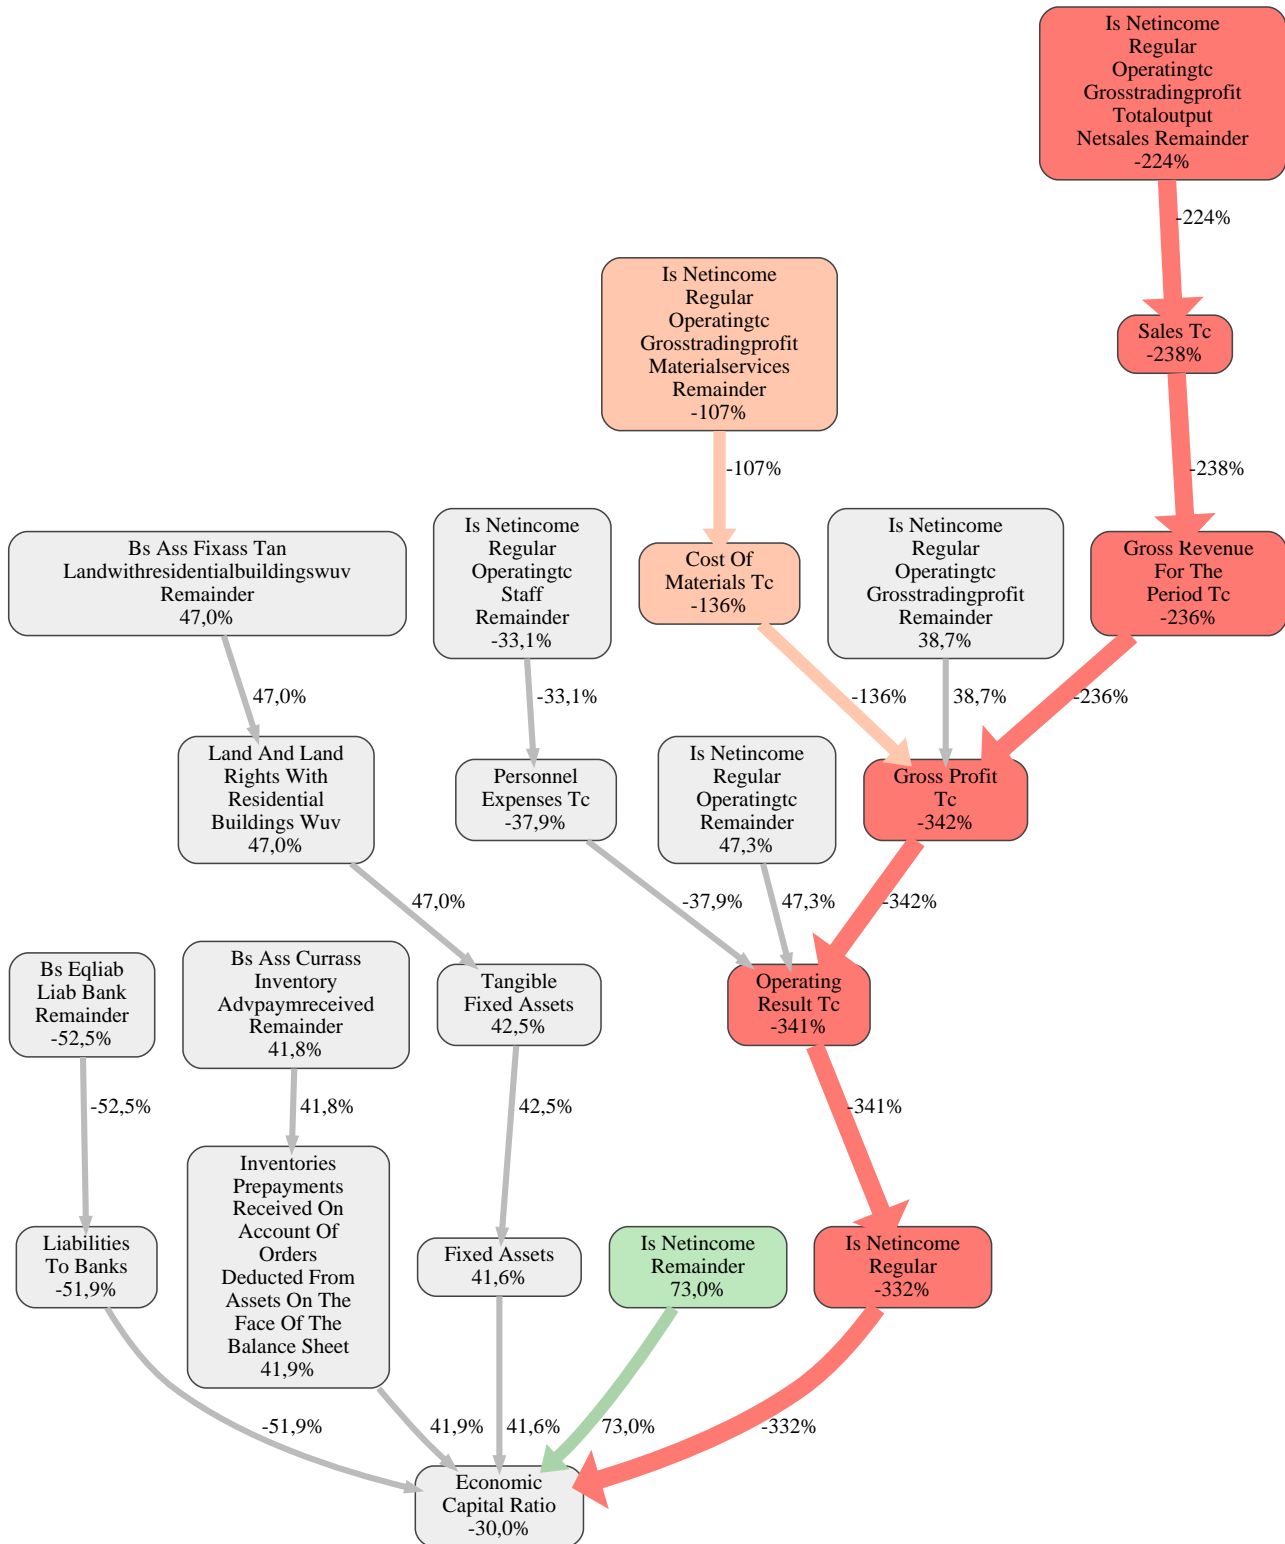 Is Netincome
Regular
Operatingtc
Grosstradingprofit
Totaloutput
Netsales Remainder
-224%
-224%
Is Netincome
Regular
Operatingtc
Grosstradingprofit
Materialservices
Remainder
-107%
Sales Tc
-238%
-107%
-238%
Bs Ass Fixass Tan
Landwithresidentialbuildingswuv
Remainder
47,0%
Is Netincome
Regular
Operatingtc
Staff
Remainder
-33,1%
Cost Of
Materials Tc
-136%
Is Netincome
Regular
Operatingtc
Grosstradingprofit
Remainder
38,7%
Gross Revenue
For The
Period Tc
-236%
47,0%
-33,1%
-136%
38,7%
-236%
Land And Land
Rights With
Residential
Buildings Wuv
47,0%
Personnel
Expenses Tc
-37,9%
Is Netincome
Regular
Operatingtc
Remainder
47,3%
Gross Profit
Tc
-342%
47,0%
-37,9%
47,3%
-342%
Bs Eqliab
Liab Bank
Remainder
-52,5%
Bs Ass Currass
Inventory
Advpaymreceived
Remainder
41,8%
Tangible
Fixed Assets
42,5%
Operating
Result Tc
-341%
-52,5%
41,8%
42,5%
-341%
Liabilities
To Banks
-51,9%
Inventories
Prepayments
Received On
Account Of
Orders
Deducted From
Assets On The
Face Of The
Balance Sheet
41,9%
Fixed Assets
41,6%
Is Netincome
Remainder
73,0%
Is Netincome
Regular
-332%
-51,9%
41,9%
41,6%
73,0%
-332%
Economic
Capital Ratio
-30,0%